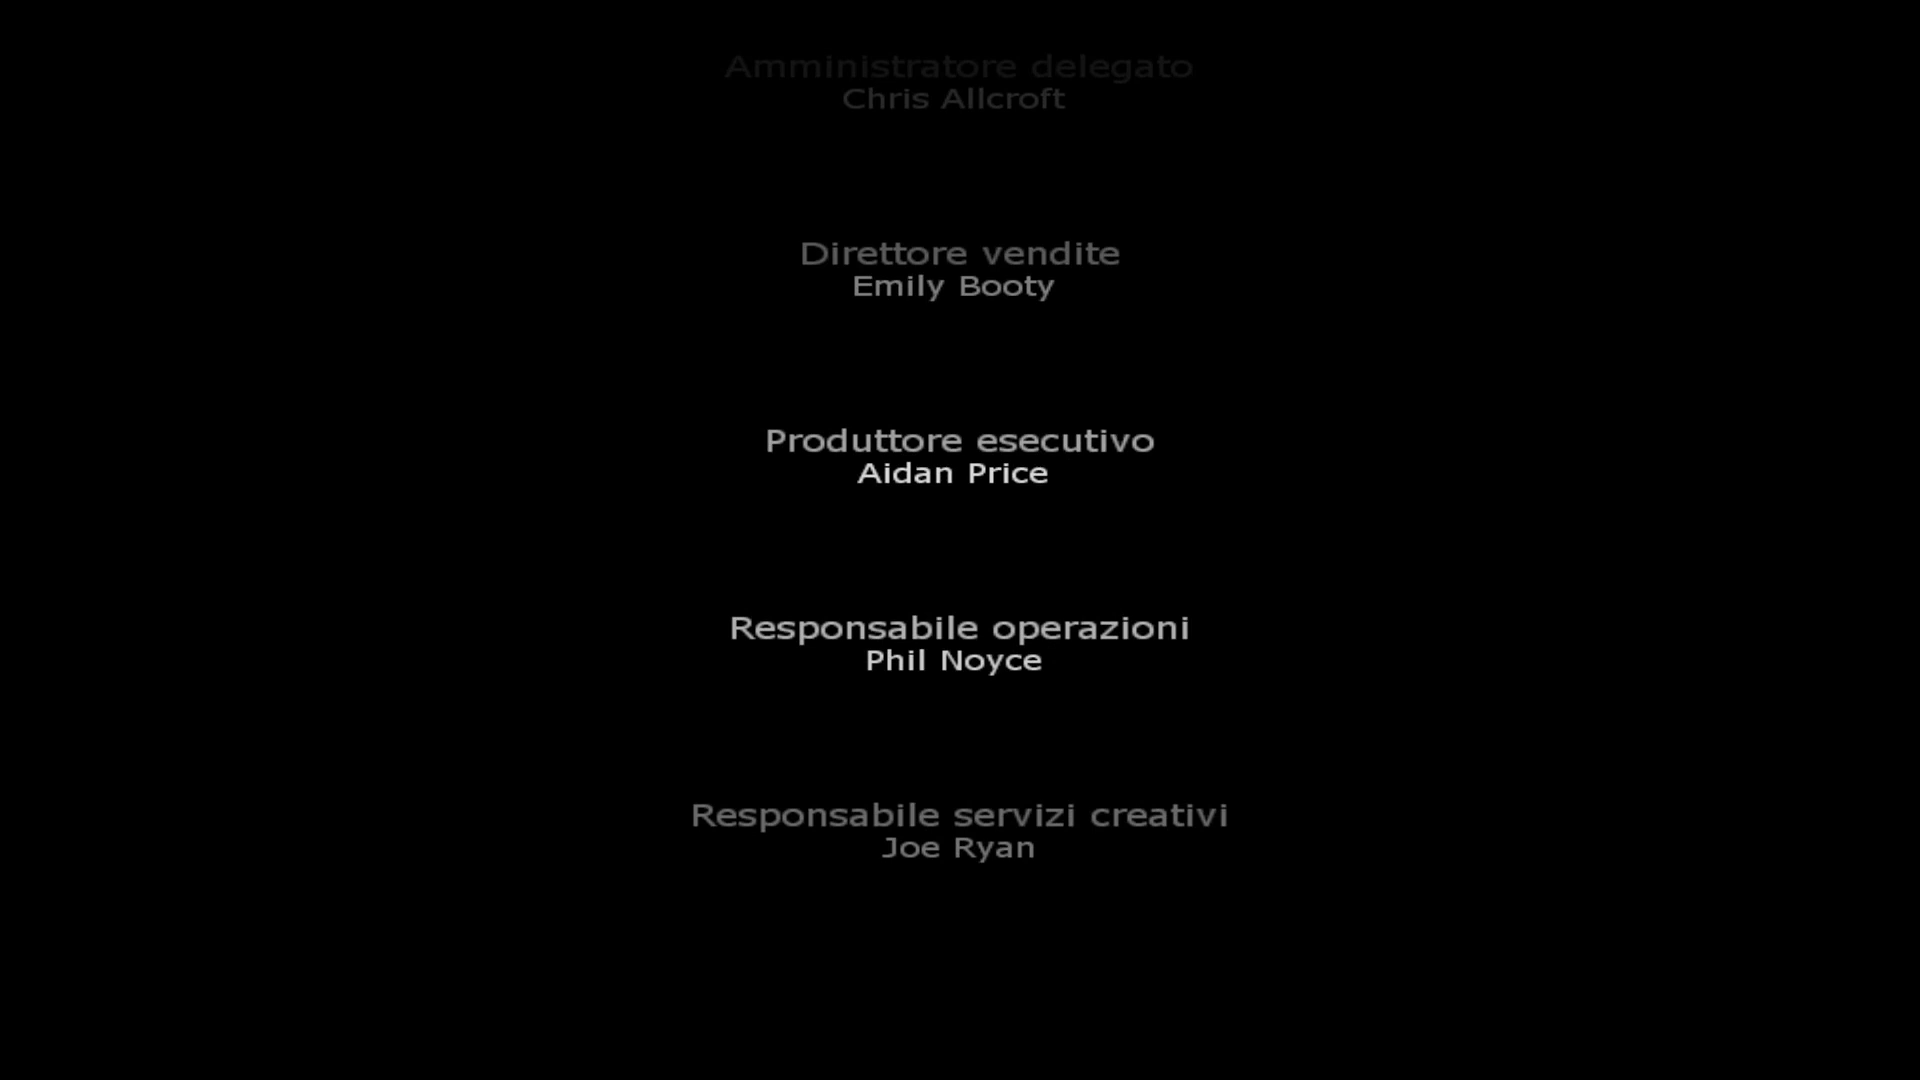 Amministratore delegato
Chris Allcroft
Direttore vendite
Emily Booty
Produttore esecutivo
Aidan Price
Responsabile operazioni
Phil Noyce
Responsabile servizi creativi
Joe Ryan